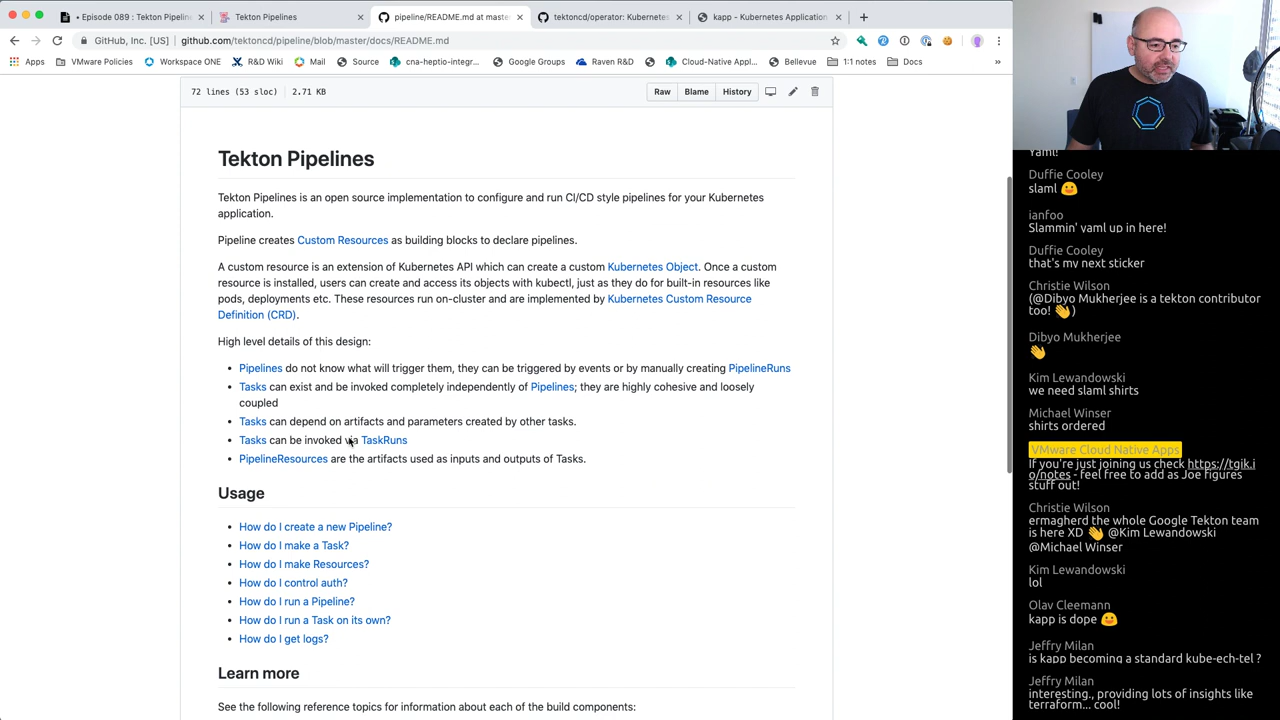 • Episode 089 : Tekton Pipelin
Tekton Pipelines
pipeline/README.md at maste
tektoncd/operator: Kubernetes
kapp - Kubernetes Application
GitHub, Inc. [US] | github.com/tektoncd/pipeline/blob/master/docs/README.md
Apps
VMware Policies
Workspace ONE
R&D Wiki
Mail
Source
cna-heptio-integr...
Google Groups
Raven R&D
Cloud-Native Appl...
Bellevue
1:1 notes
Docs
»
72 lines (53 sloc) | 2.71 KB
Raw
Blame
History
Tekton Pipelines
Tekton Pipelines is an open source implementation to configure and run CI/CD style pipelines for your Kubernetes
application.
Pipeline creates Custom Resources as building blocks to declare pipelines.
A custom resource is an extension of Kubernetes API which can create a custom Kubernetes Object. Once a custom
resource is installed, users can create and access its objects with kubectl, just as they do for built-in resources like
pods, deployments etc. These resources run on-cluster and are implemented by Kubernetes Custom Resource
Definition (CRD).
High level details of this design:
• Pipelines do not know what will trigger them, they can be triggered by events or by manually creating PipelineRuns
• Tasks can exist and be invoked completely independently of Pipelines; they are highly cohesive and loosely
coupled
• Tasks can depend on artifacts and parameters created by other tasks.
• Tasks can be invoked via TaskRuns
• PipelineResources are the artifacts used as inputs and outputs of Tasks.
Usage
• How do I create a new Pipeline?
• How do I make a Task?
• How do I make Resources?
• How do I control auth?
• How do I run a Pipeline?
• How do I run a Task on its own?
• How do I get logs?
Learn more
See the following reference topics for information about each of the build components:
Yaml!
Duffie Cooley
slaml 😛
ianfoo
Slammin' yaml up in here!
Duffie Cooley
that's my next sticker
Christie Wilson
(@Dibyo Mukherjee is a tekton contributor
too! 👋)
Dibyo Mukherjee
👋
Kim Lewandowski
we need slaml shirts
Michael Winser
shirts ordered
VMware Cloud Native Apps
If you're just joining us check https://tgik.i
o/notes - feel free to add as Joe figures
stuff out!
Christie Wilson
ermagherd the whole Google Tekton team
is here XD 👋 @Kim Lewandowski
@Michael Winser
Kim Lewandowski
lol
Olav Cleemann
kapp is dope 😛
Jeffry Milan
is kapp becoming a standard kube-ech-tel ?
Jeffry Milan
interesting., providing lots of insights like
terraform... cool!